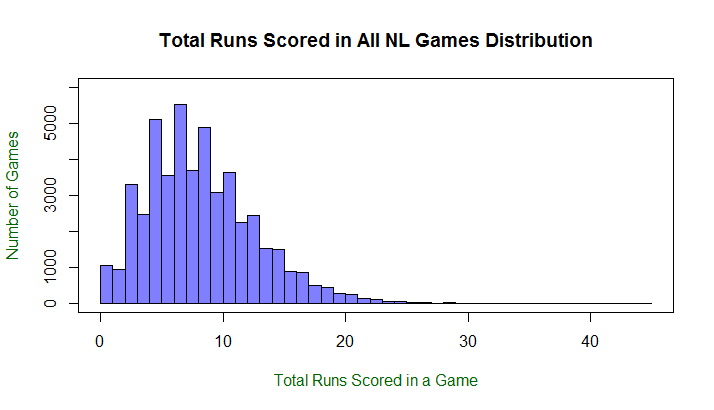 Total Runs Scored in All NL Games Distribution
Number of Games
5000
3000
1000
0
0 10 20 30 40
Total Runs Scored in a Game